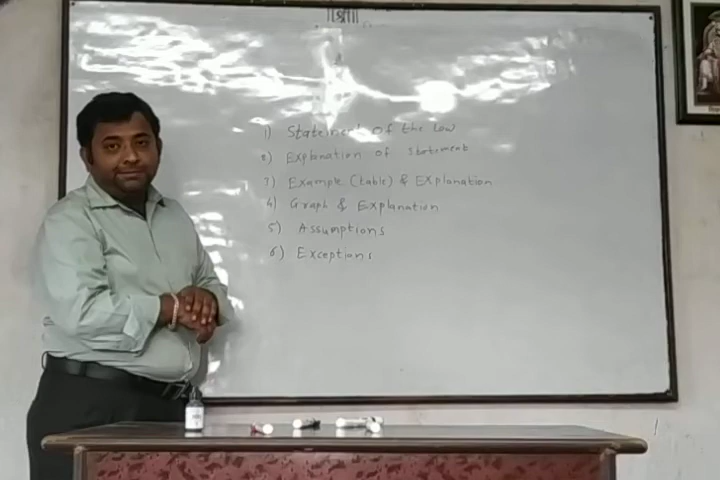 ॥श्री॥
1) Statement of the Law
2) Explanation of Statement
3) Example (table) & Explanation
4) Graph & Explanation
5) Assumptions
6) Exceptions